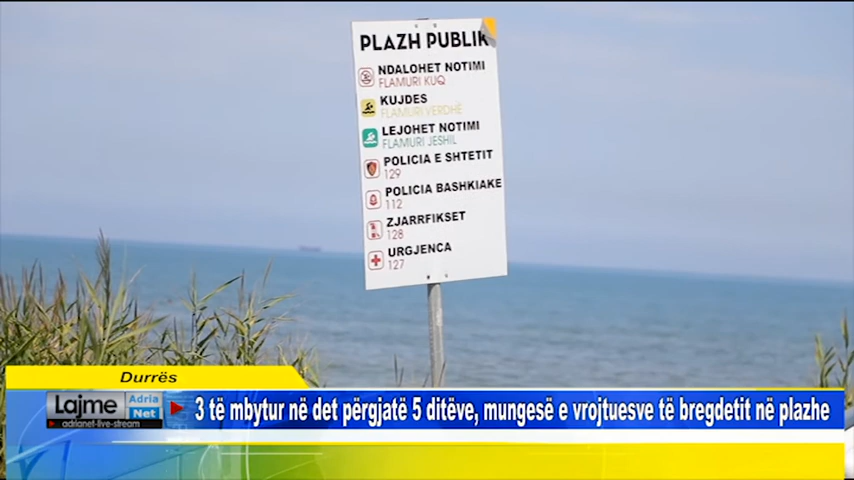 PLAZH PUBLIK
NDALOHET NOTIMI
FLAMURI KUQ
KUJDES
FLAMURI VERDHË
LEJOHET NOTIMI
FLAMURI JESHIL
POLICIA E SHTETIT
129
POLICIA BASHKIAKE
112
ZJARRFIKSET
128
URGJENCA
127
Durrës
Lajme Adria Net
adrianet-live-stream
3 të mbytur në det përgjatë 5 ditëve, mungesë e vrojtuesve të bregdetit në plazhe